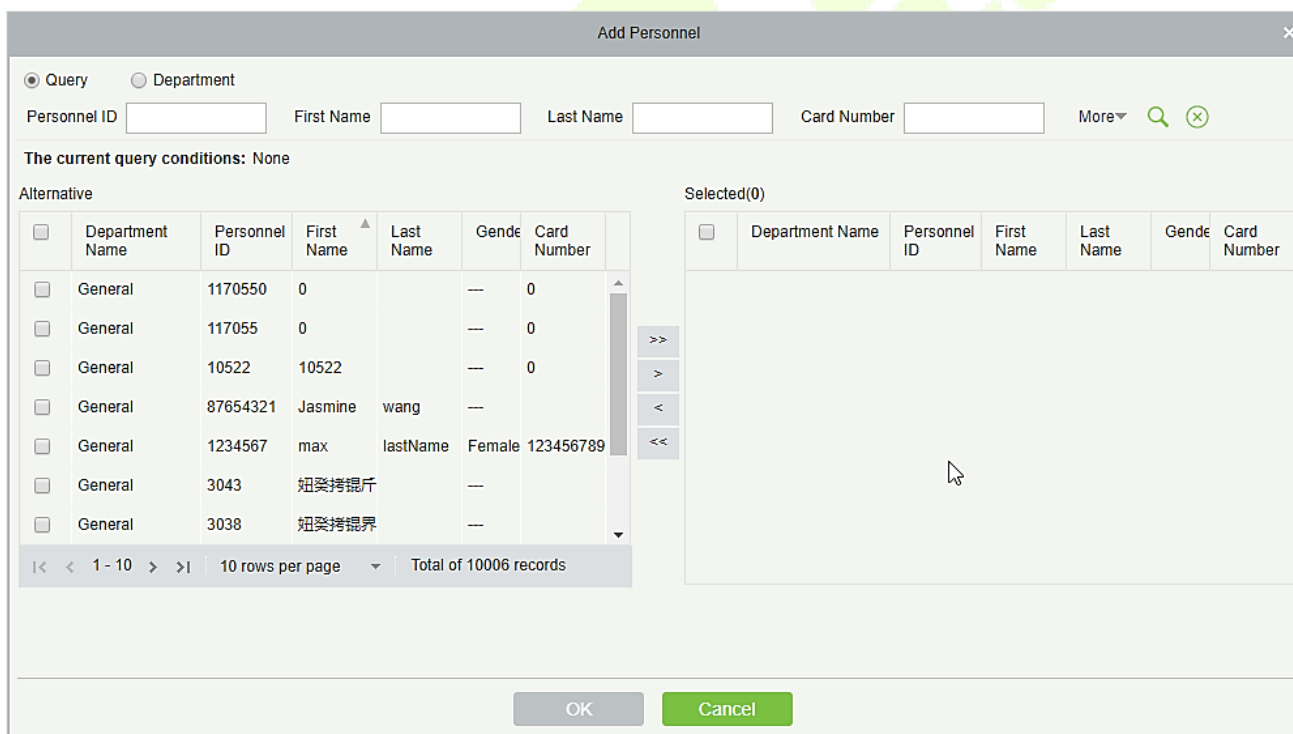 Add Personnel
Query Department
Personnel ID First Name Last Name Card Number More
The current query conditions: None
Alternative
Department Name Personnel ID First Name Last Name Gende Card Number
General 1170550 0 --- 0
General 117055 0 --- 0
General 10522 10522 --- 0
General 87654321 Jasmine wang ---
General 1234567 max lastName Female 123456789
General 3043 妞癸拷锟斤 ---
General 3038 妞癸拷锟界 ---
1 - 10 10 rows per page Total of 10006 records
>>
>
<
<<
Selected(0)
Department Name Personnel ID First Name Last Name Gende Card Number
OK Cancel